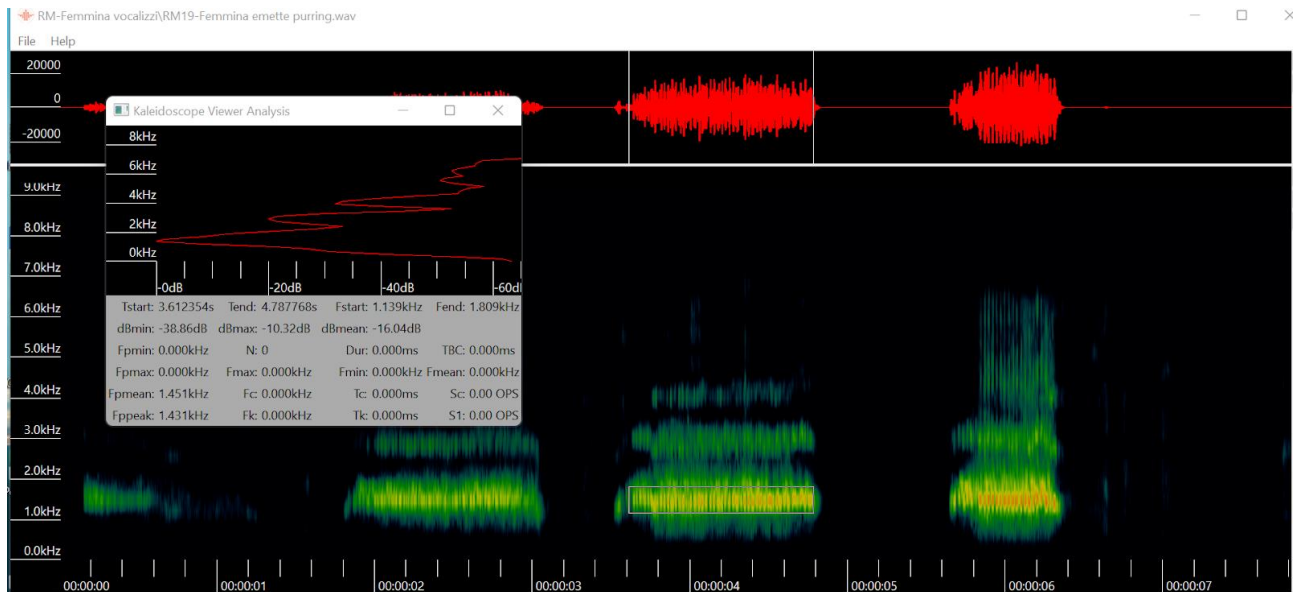 RM-Femmina vocalizzi\RM19-Femmina emette purring.wav
File Help
20000
0
-20000
Kaleidoscope Viewer Analysis
8kHz
6kHz
4kHz
2kHz
0kHz
-0dB -20dB -40dB -60d
Tstart: 3.612354s Tend: 4.787768s Fstart: 1.139kHz Fend: 1.809kHz
dBmin: -38.86dB dBmax: -10.32dB dBmean: -16.04dB
Fpmin: 0.000kHz N: 0 Dur: 0.000ms TBC: 0.000ms
Fpmax: 0.000kHz Fmax: 0.000kHz Fmin: 0.000kHz Fmean: 0.000kHz
Fpmean: 1.451kHz Fc: 0.000kHz Tc: 0.000ms Sc: 0.00 OPS
Fppeak: 1.431kHz Fk: 0.000kHz Tk: 0.000ms S1: 0.00 OPS
9.0kHz
8.0kHz
7.0kHz
6.0kHz
5.0kHz
4.0kHz
3.0kHz
2.0kHz
1.0kHz
0.0kHz
00:00:00 00:00:01 00:00:02 00:00:03 00:00:04 00:00:05 00:00:06 00:00:07